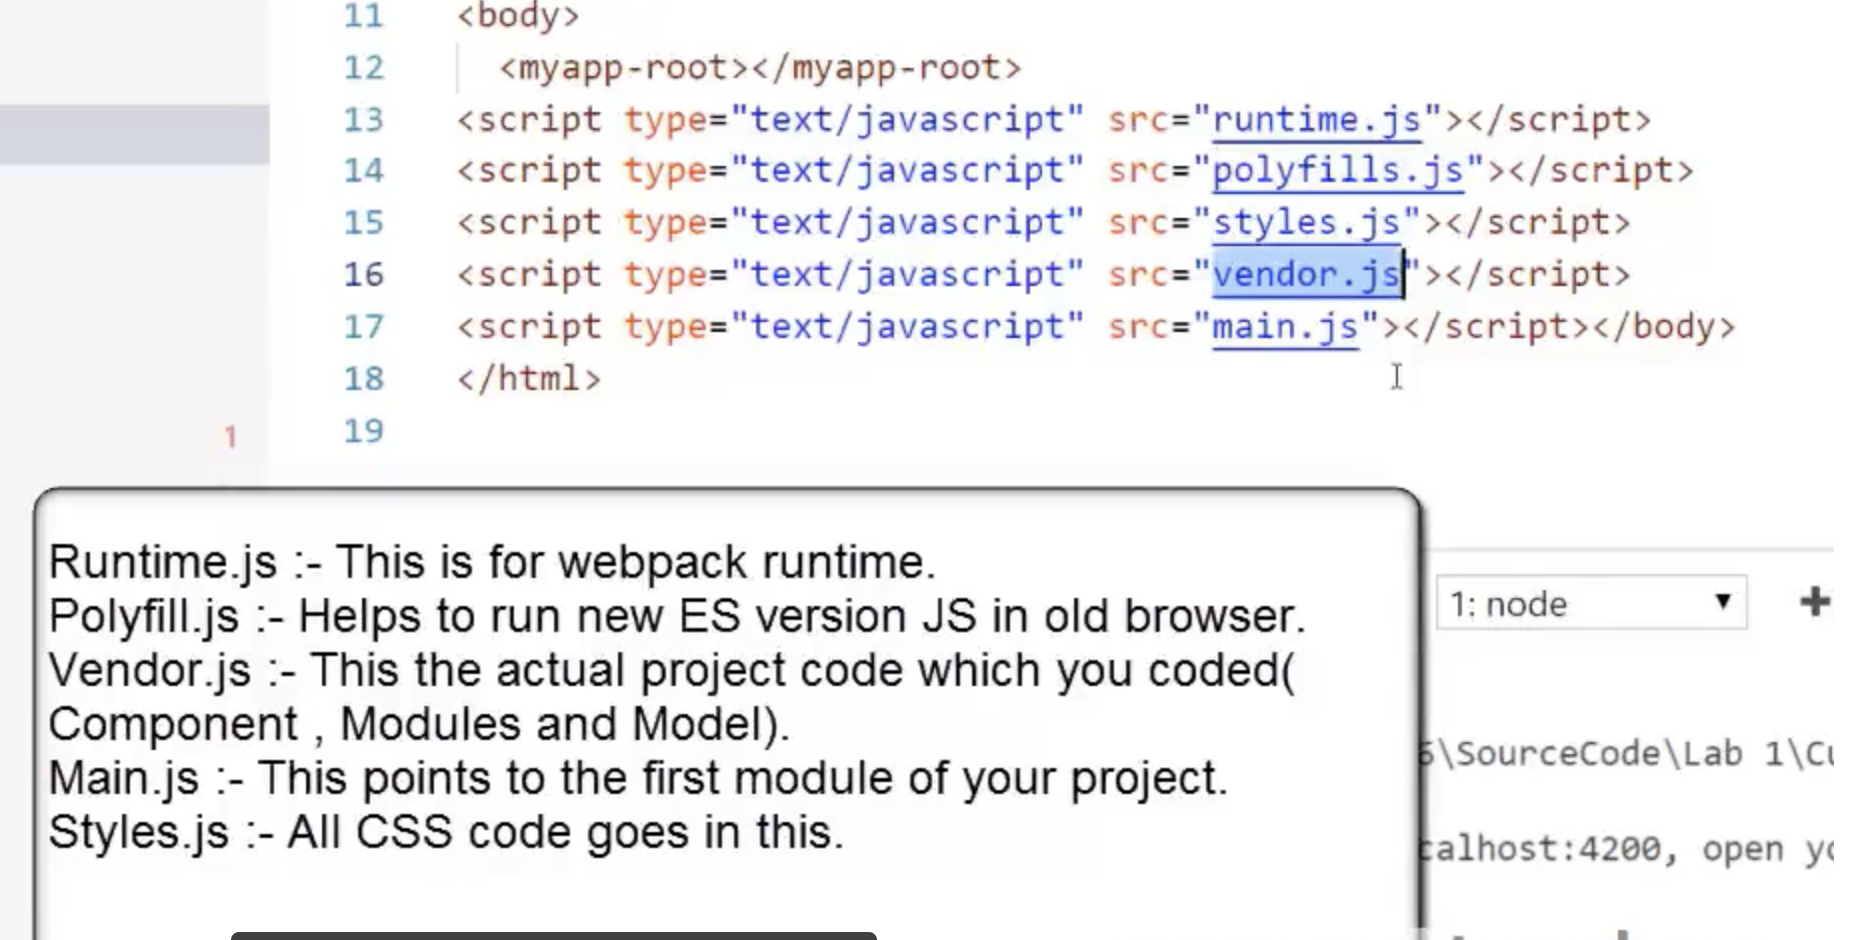 11 <body>
12 <myapp-root></myapp-root>
13 <script type="text/javascript" src="runtime.js"></script>
14 <script type="text/javascript" src="polyfills.js"></script>
15 <script type="text/javascript" src="styles.js"></script>
16 <script type="text/javascript" src="vendor.js"></script>
17 <script type="text/javascript" src="main.js"></script></body>
18 </html>
1
19
Runtime.js :- This is for webpack runtime.
Polyfill.js :- Helps to run new ES version JS in old browser.
Vendor.js :- This the actual project code which you coded(
Component , Modules and Model).
Main.js :- This points to the first module of your project.
Styles.js :- All CSS code goes in this.
1: node
\SourceCode\Lab 1\
calhost:4200, open